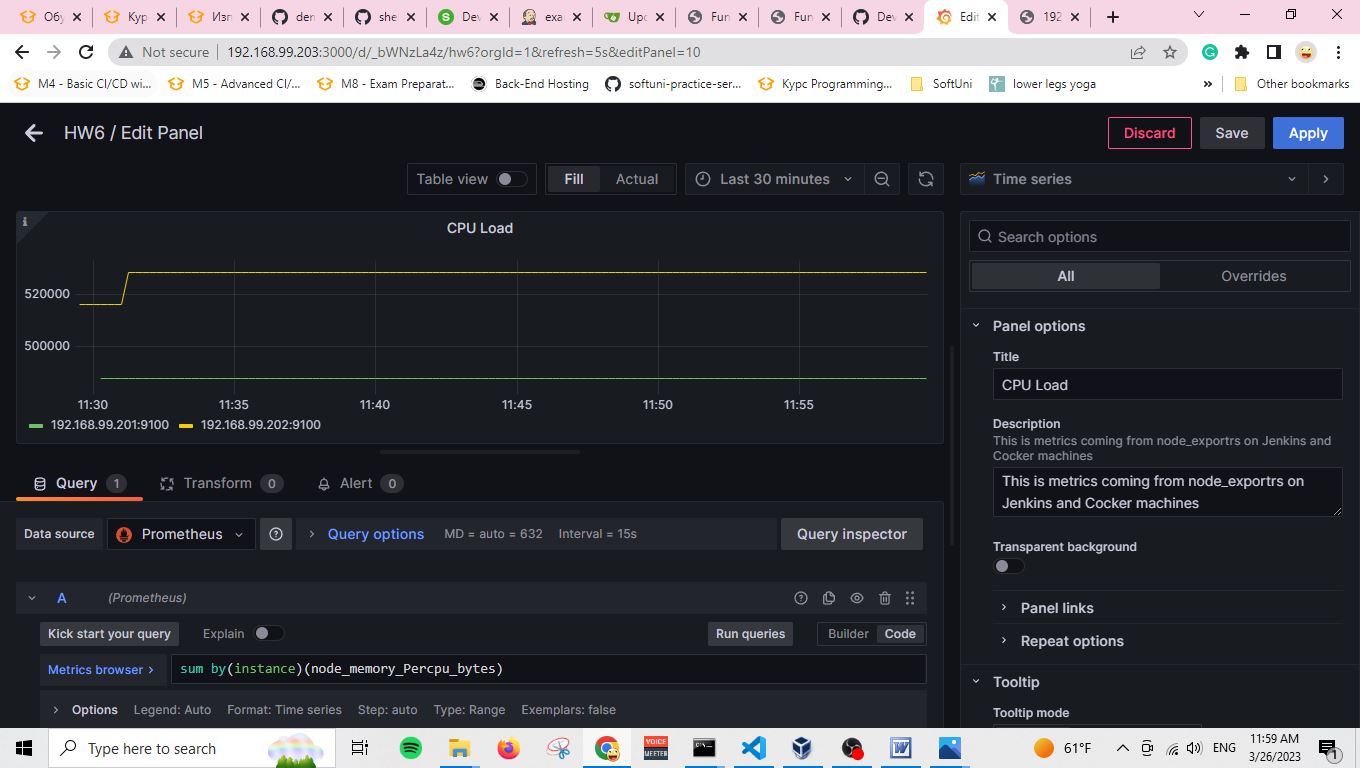 Обу
Кур
Изп
der
she
Dev
exa
Upc
Fun
Fun
Dev
Edit
192
Not secure
192.168.99.203:3000/d/_bWNzLa4z/hw6?orgId=1&refresh=5s&editPanel=10
M4 - Basic CI/CD wi...
M5 - Advanced CI/...
M8 - Exam Preparat...
Back-End Hosting
softuni-practice-ser...
Курс Programming...
SoftUni
lower legs yoga
»
Other bookmarks
HW6 / Edit Panel
Discard
Save
Apply
Table view
Fill
Actual
Last 30 minutes
Time series
CPU Load
520000
500000
11:30
11:35
11:40
11:45
11:50
11:55
192.168.99.201:9100
192.168.99.202:9100
Search options
All
Overrides
Panel options
Title
CPU Load
Description
This is metrics coming from node_exportrs on Jenkins and
Cocker machines
This is metrics coming from node_exportrs on
Jenkins and Cocker machines
Transparent background
Panel links
Repeat options
Tooltip
Tooltip mode
Query 1
Transform 0
Alert 0
Data source
Prometheus
Query options
MD = auto = 632
Interval = 15s
Query inspector
A
(Prometheus)
Kick start your query
Explain
Run queries
Builder
Code
Metrics browser >
sum by(instance)(node_memory_Percpu_bytes)
Options
Legend: Auto
Format: Time series
Step: auto
Type: Range
Exemplars: false
Type here to search
VOICE
MEETER
61°F
ENG
11:59 AM
3/26/2023
1